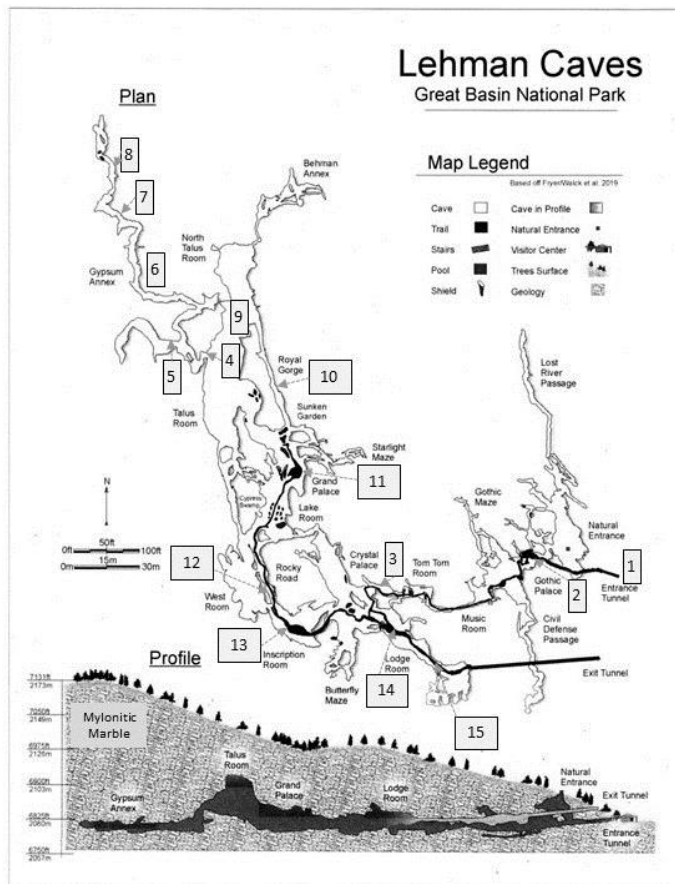 Lehman Caves
Great Basin National Park
Plan
Map Legend
Based off Fryer/Walck et al. 2019
Cave
Cave in Profile
Trail
Natural Entrance
Stairs
Visitor Center
Pool
Trees Surface
Shield
Geology
Behman
Annex
8
7
North
Talus
Room
6
Gypsum
Annex
9
4
5
Royal
Gorge
10
Lost
River
Passage
Talus
Room
Sunken
Garden
Starlight
Maze
Grand
Palace
11
N
Gothic
Maze
Cypress
Swamp
Lake
Room
Natural
Entrance
50ft
0ft
100ft
15m
0m
30m
Crystal
Palace
3
Tom Tom
Room
1
12
Rocky
Road
Gothic
Palace
2
Entrance
Tunnel
West
Room
Music
Room
Civil
Defense
Passage
13
Inscription
Room
Profile
Butterfly
Maze
Lodge
Room
14
Exit Tunnel
15
7131ft
2173m
7050ft
2149m
Mylonitic
Marble
6975ft
2126m
Talus
Room
6900ft
2103m
Natural
Entrance
Gypsum
Annex
Grand
Palace
Lodge
Room
Exit Tunnel
6825ft
2080m
Entrance
Tunnel
6750ft
2057m